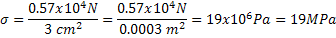 σ = 0.57x10⁴N / 3 cm² = 0.57x10⁴N / 0.0003 m² = 19x10⁶Pa = 19MPa